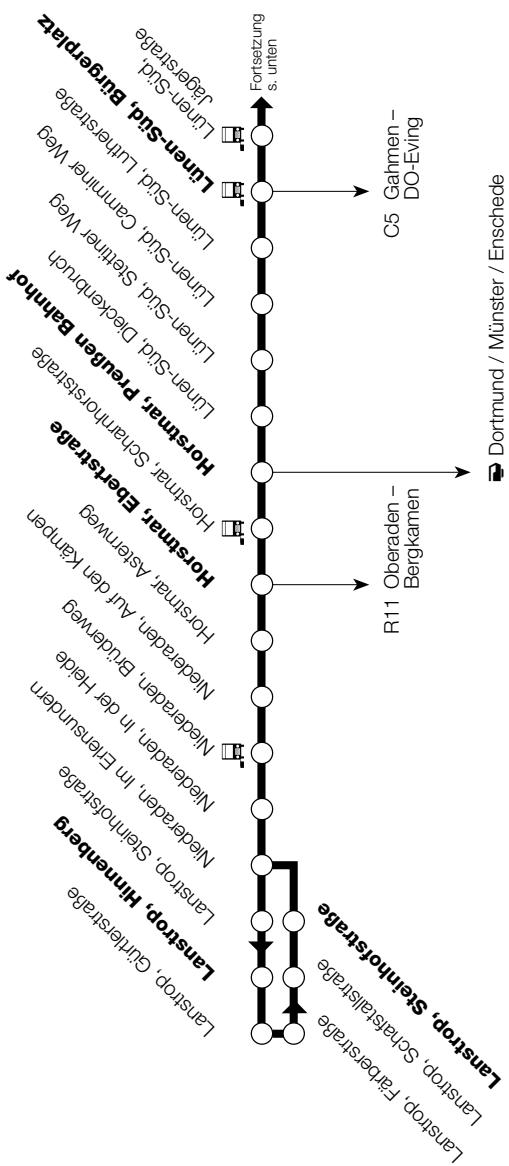 Lanstrop, Gürtlerstraße
Lanstrop, Hinnenberg
Lanstrop, Steinhofstraße
Niederaden, Im Erlensundern
Niederaden, In der Heide
Niederaden, Brüderweg
Niederaden, Auf den Kämpen
Horstmar, Asternweg
Horstmar, Ebertstraße
Horstmar, Scharnhorststraße
Horstmar, Preußen Bahnhof
Lünen-Süd, Dieckenbruch
Lünen-Süd, Stettiner Weg
Lünen-Süd, Camminer Weg
Lünen-Süd, Lutherstraße
Lünen-Süd, Bürgerplatz
Lünen-Süd,
Jägerstraße
Fortsetzung
s. unten
Lanstrop, Färberstraße
Lanstrop, Schafstallstraße
Lanstrop, Steinhofstraße
R11 Oberaden –
Bergkamen
Dortmund / Münster / Enschede
C5 Gahmen –
DO-Eving